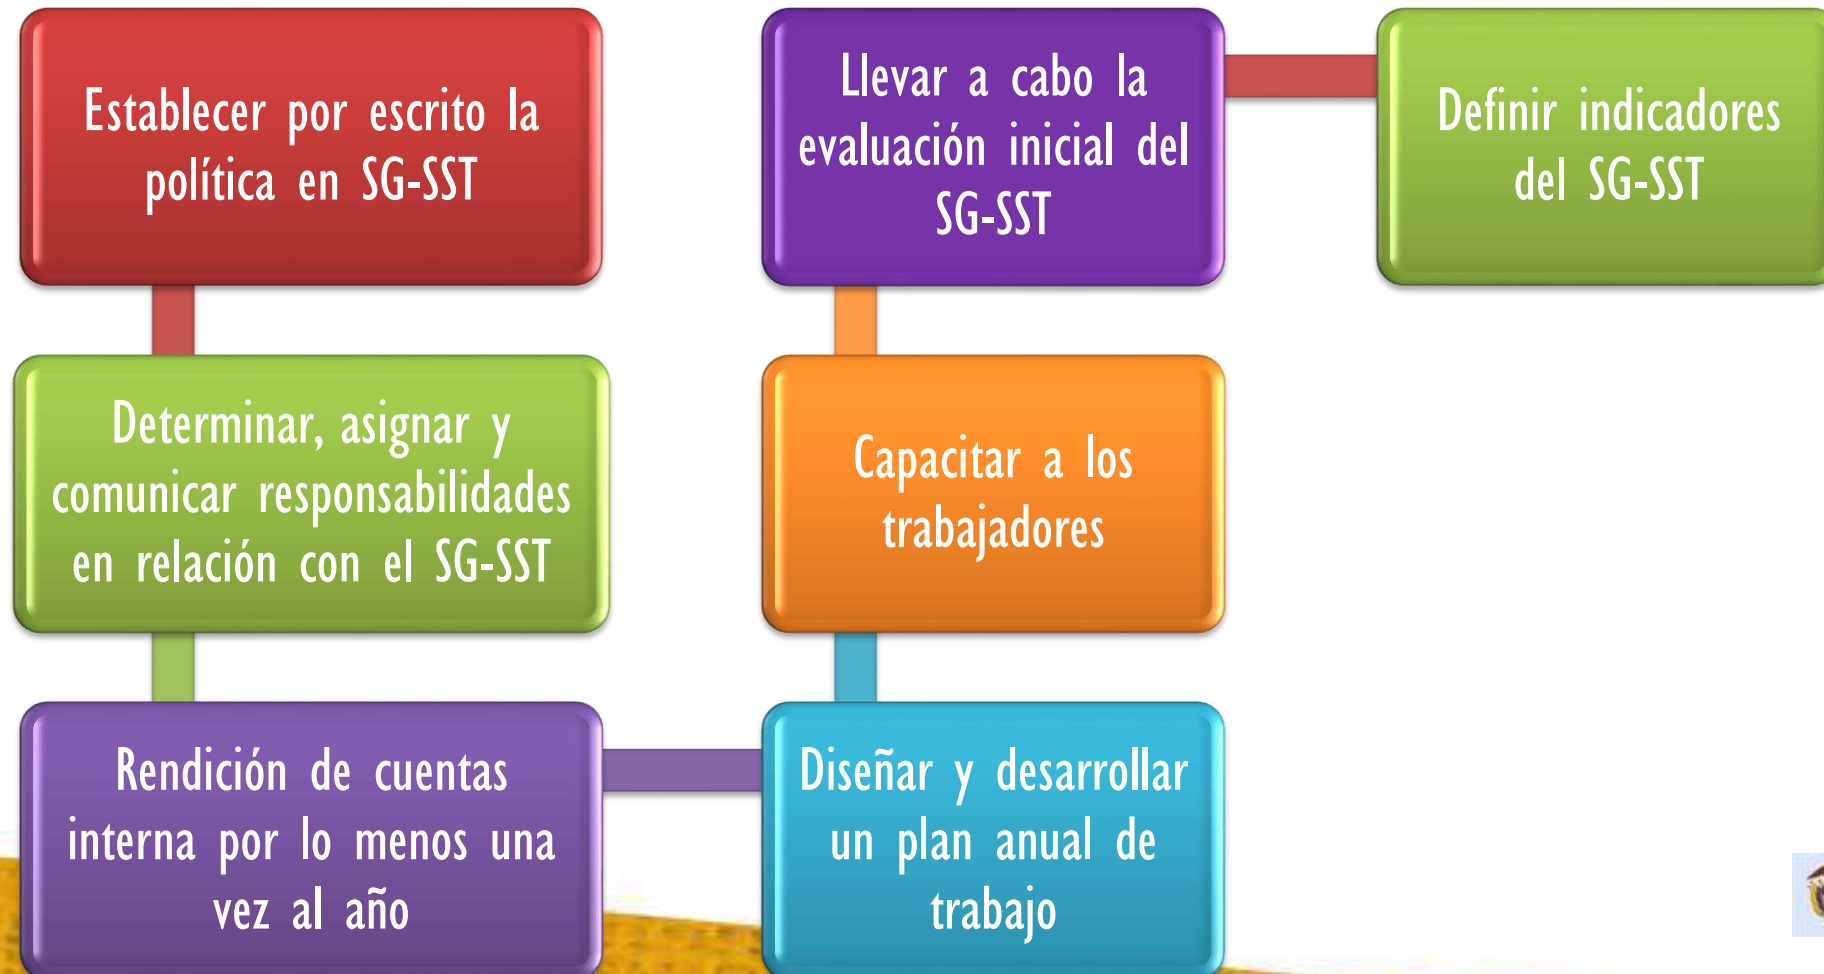 Establecer por escrito la
política en SG-SST
Determinar, asignar y
comunicar responsabilidades
en relación con el SG-SST
Rendición de cuentas
interna por lo menos una
vez al año
Diseñar y desarrollar
un plan anual de
trabajo
Capacitar a los
trabajadores
Llevar a cabo la
evaluación inicial del
SG-SST
Definir indicadores
del SG-SST